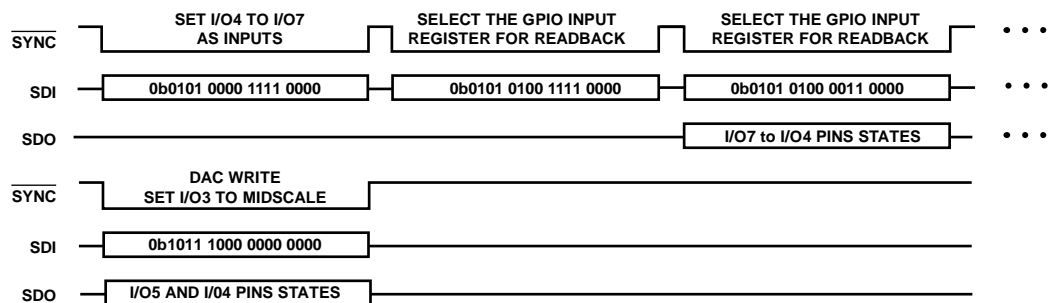 SYNC
SET I/O4 TO I/O7
AS INPUTS
SELECT THE GPIO INPUT
REGISTER FOR READBACK
SELECT THE GPIO INPUT
REGISTER FOR READBACK
SDI
0b0101 0000 1111 0000
0b0101 0100 1111 0000
0b0101 0100 0011 0000
SDO
I/O7 to I/O4 PINS STATES
SYNC
DAC WRITE
SET I/O3 TO MIDSCALE
SDI
0b1011 1000 0000 0000
SDO
I/O5 AND I/04 PINS STATES